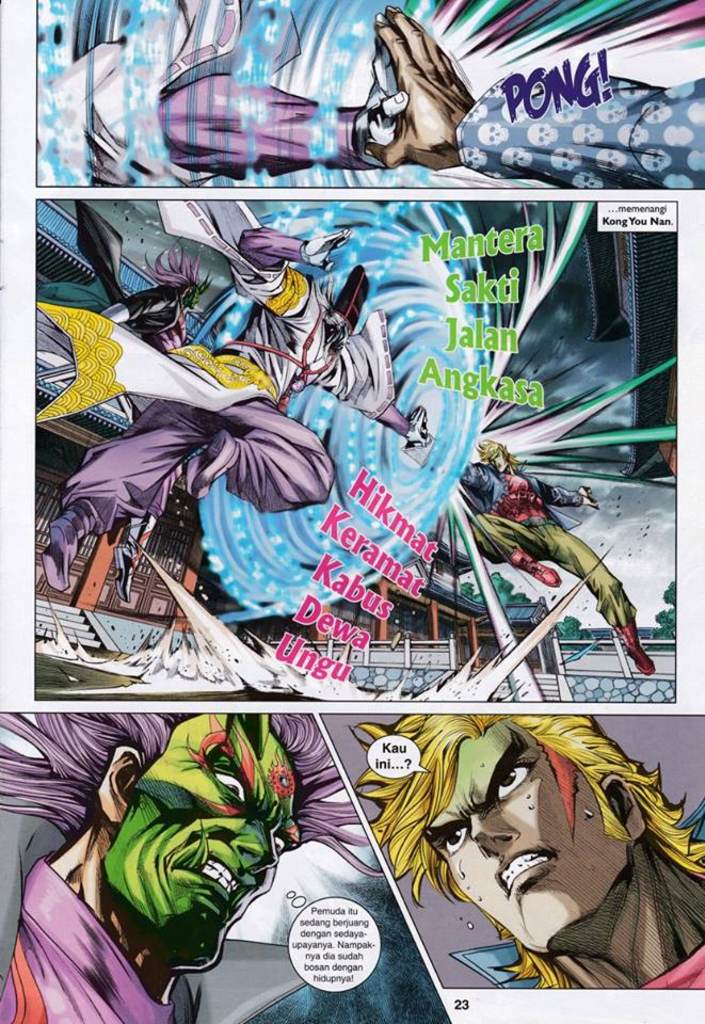 PONG!
...memenangi
Kong You Nan.
Mantera
Sakti
Jalan
Angkasa
Hikmat
Keramat
Kabus
Dewa
Ungu
Kau
ini...?
Pemuda itu
sedang berjuang
dengan sedaya-
upayanya. Nampak-
nya dia sudah
bosan dengan
hidupnya!
23